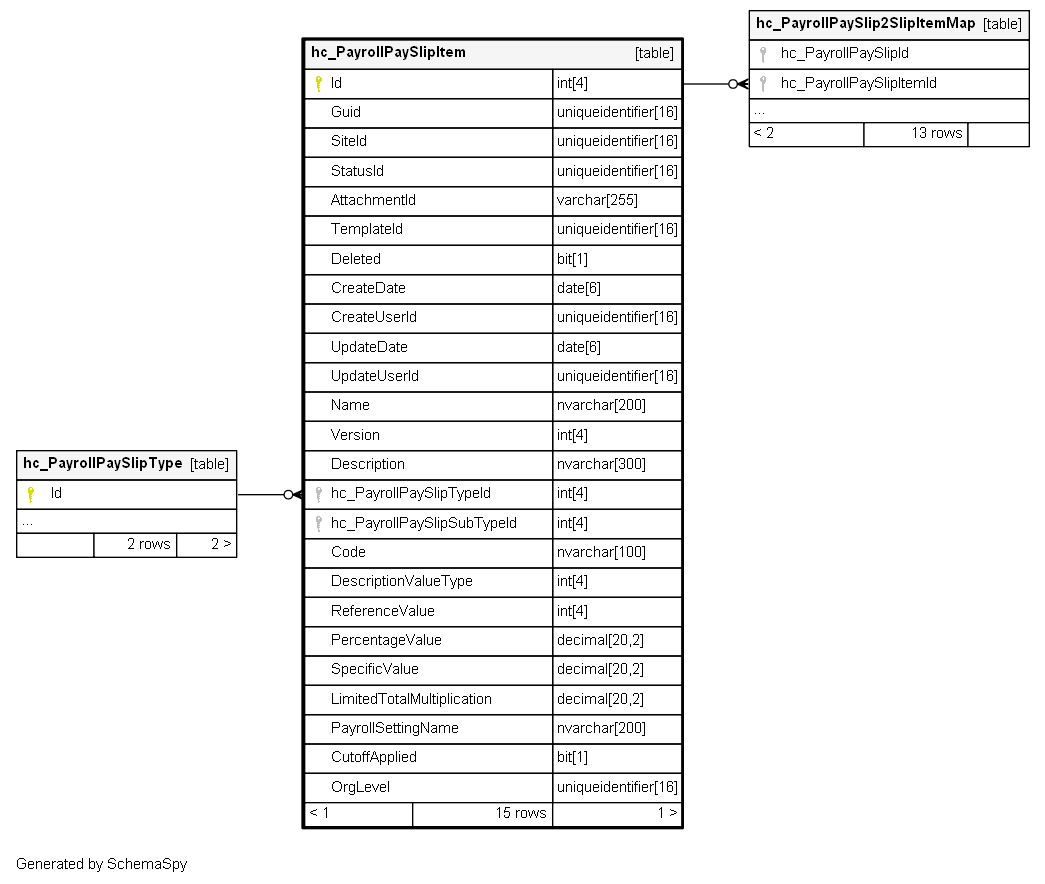 hc_PayrollPaySlip2SlipItemMap [table]
hc_PayrollPaySlipId
hc_PayrollPaySlipItemId
...
< 2 13 rows
hc_PayrollPaySlipItem [table]
Id int[4]
Guid uniqueidentifier[16]
SiteId uniqueidentifier[16]
StatusId uniqueidentifier[16]
AttachmentId varchar[255]
TemplateId uniqueidentifier[16]
Deleted bit[1]
CreateDate date[6]
CreateUserId uniqueidentifier[16]
UpdateDate date[6]
UpdateUserId uniqueidentifier[16]
Name nvarchar[200]
Version int[4]
Description nvarchar[300]
hc_PayrollPaySlipTypeId int[4]
hc_PayrollPaySlipSubTypeId int[4]
Code nvarchar[100]
DescriptionValueType int[4]
ReferenceValue int[4]
PercentageValue decimal[20,2]
SpecificValue decimal[20,2]
LimitedTotalMultiplication decimal[20,2]
PayrollSettingName nvarchar[200]
CutoffApplied bit[1]
OrgLevel uniqueidentifier[16]
< 1 15 rows 1 >
hc_PayrollPaySlipType [table]
Id
...
2 rows 2 >
Generated by SchemaSpy